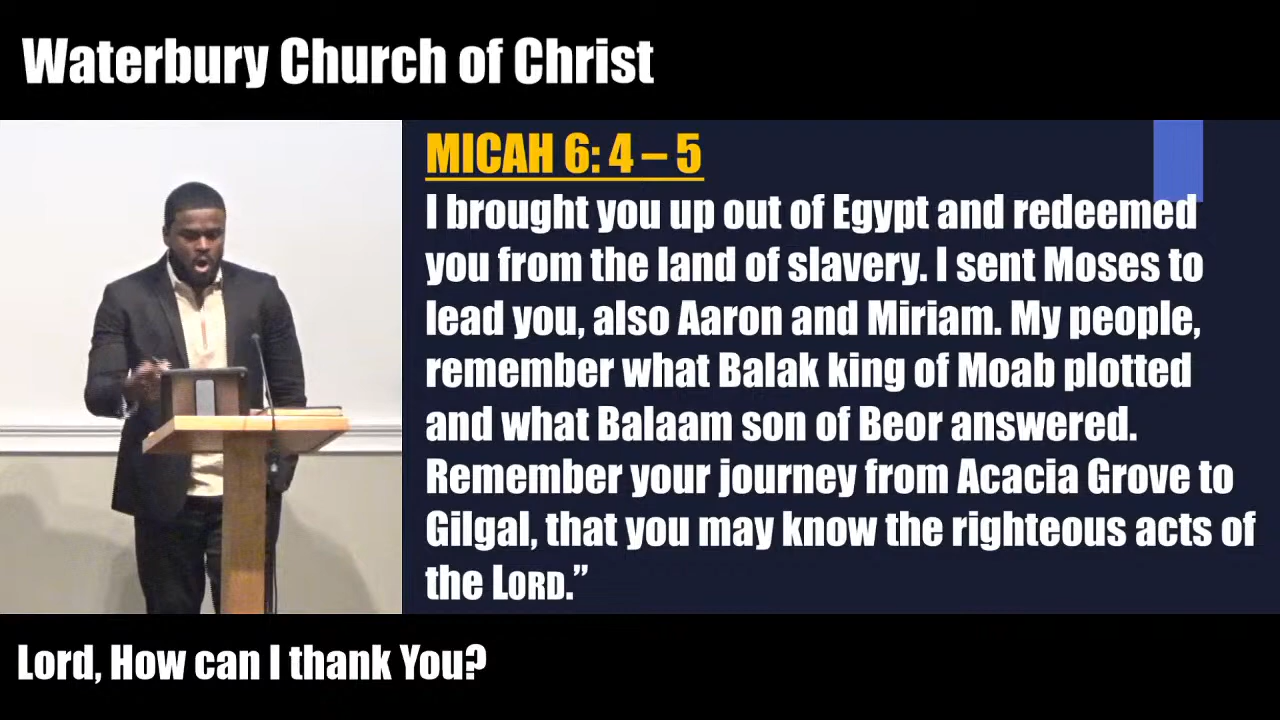 Waterbury Church of Christ
MICAH 6: 4 – 5
I brought you up out of Egypt and redeemed
you from the land of slavery. I sent Moses to
lead you, also Aaron and Miriam. My people,
remember what Balak king of Moab plotted
and what Balaam son of Beor answered.
Remember your journey from Acacia Grove to
Gilgal, that you may know the righteous acts of
the LORD.”
Lord, How can I thank You?